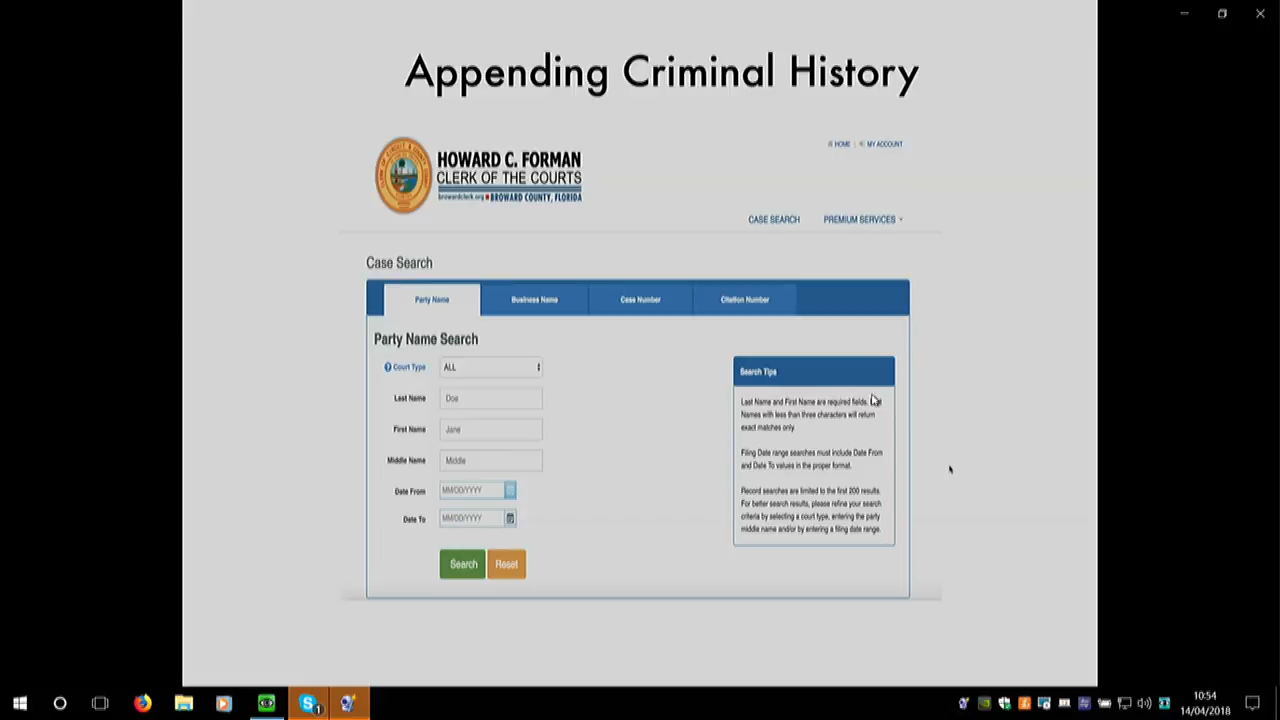 Appending Criminal History
HOWARD C. FORMAN
CLERK OF THE COURTS
browardclerk.org ■ BROWARD COUNTY, FLORIDA
HOME | MY ACCOUNT
CASE SEARCH PREMIUM SERVICES
Case Search
Party Name Business Name Case Number Citation Number
Party Name Search
Court Type ALL
Last Name Doe
First Name Jane
Middle Name Middle
Date From MM/DD/YYYY
Date To MM/DD/YYYY
Search Reset
Search Tips
Last Name and First Name are required fields.
Names with less than three characters will return
exact matches only
Filing Date range searches must include Date From
and Date To values in the proper format.
Record searches are limited to the first 200 results.
For better search results, please refine your search
criteria by selecting a court type, entering the party
middle name and/or by entering a filing date range.
10:54
14/04/2018